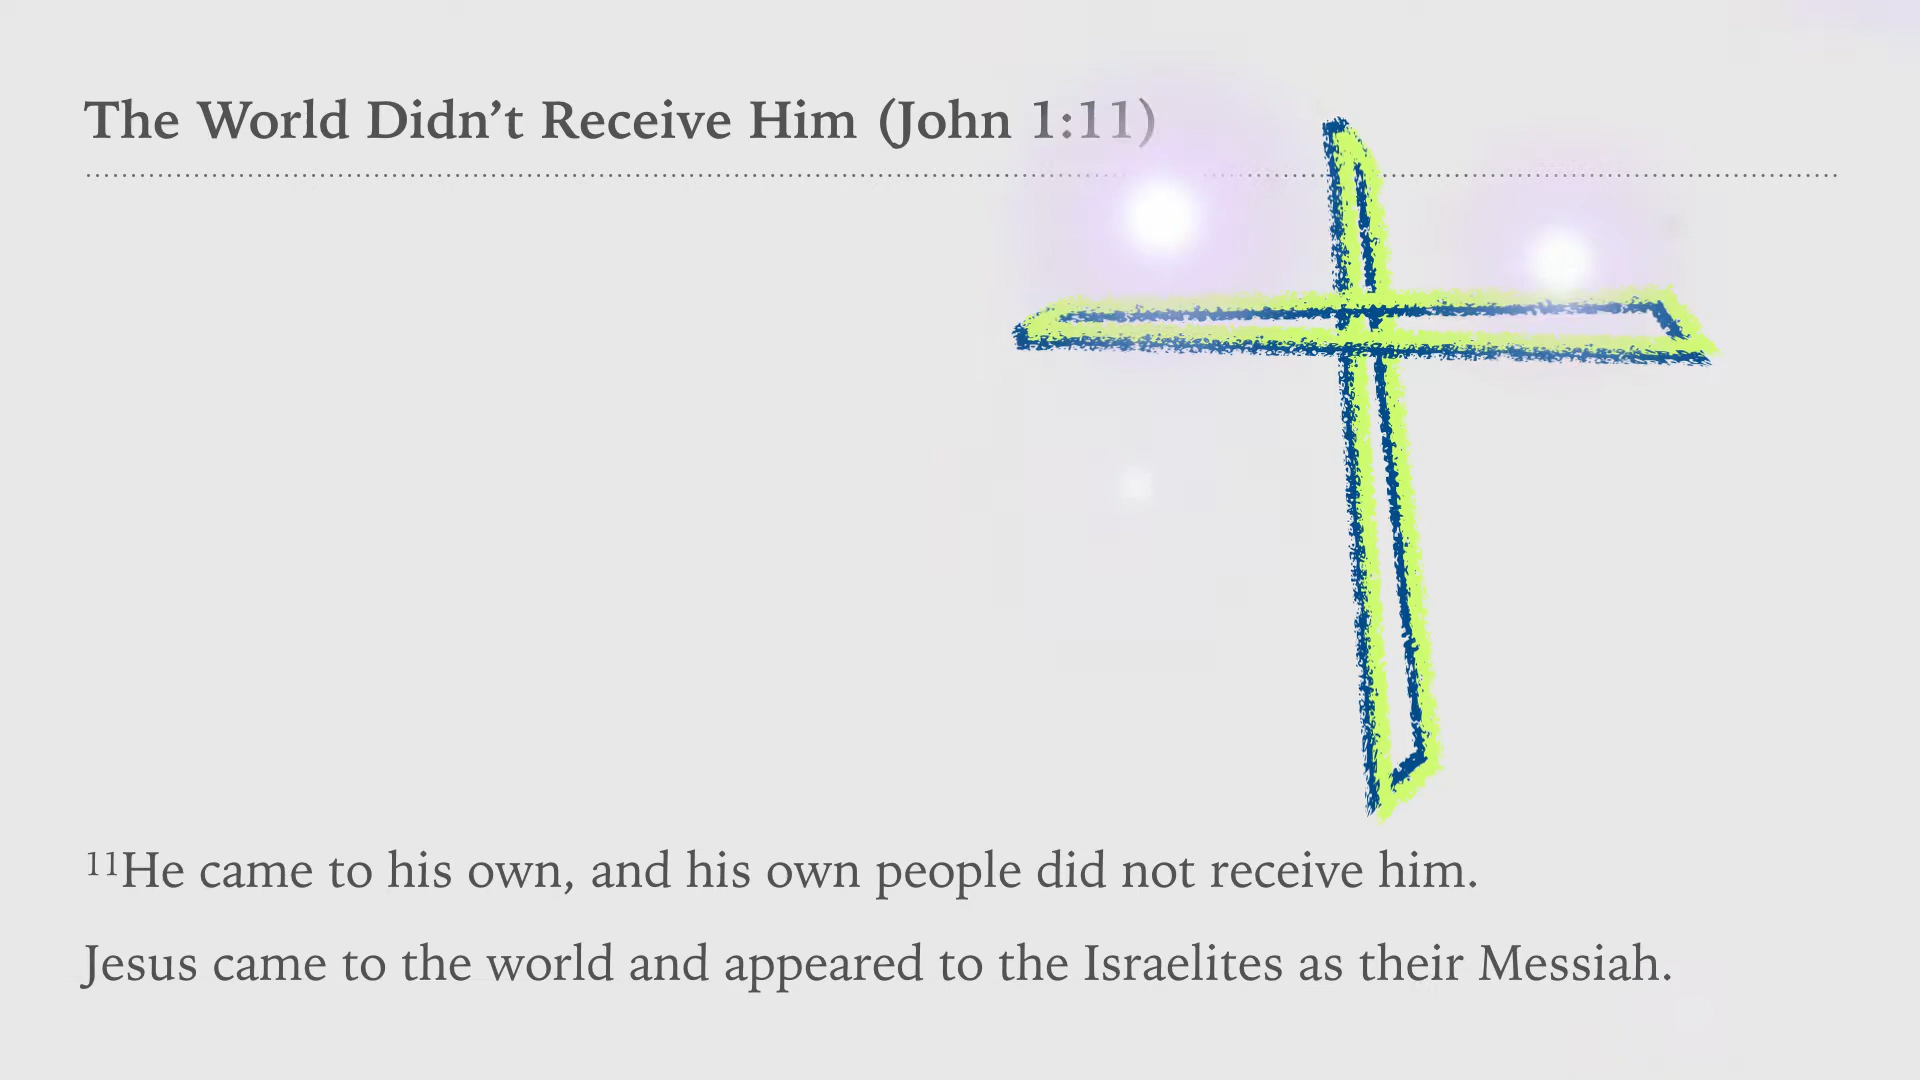 The World Didn’t Receive Him (John 1:11)
¹¹He came to his own, and his own people did not receive him.
Jesus came to the world and appeared to the Israelites as their Messiah.